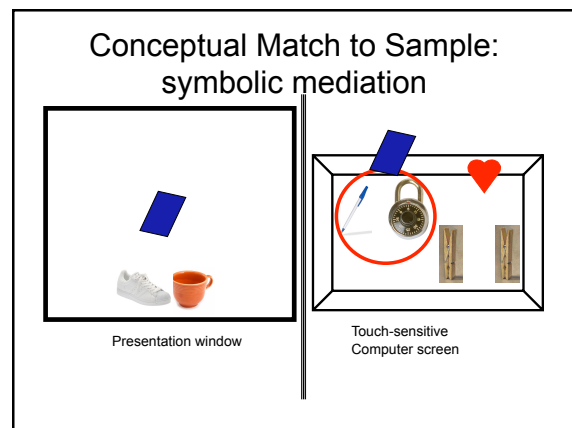 Conceptual Match to Sample:
symbolic mediation
Presentation window
Touch-sensitive
Computer screen